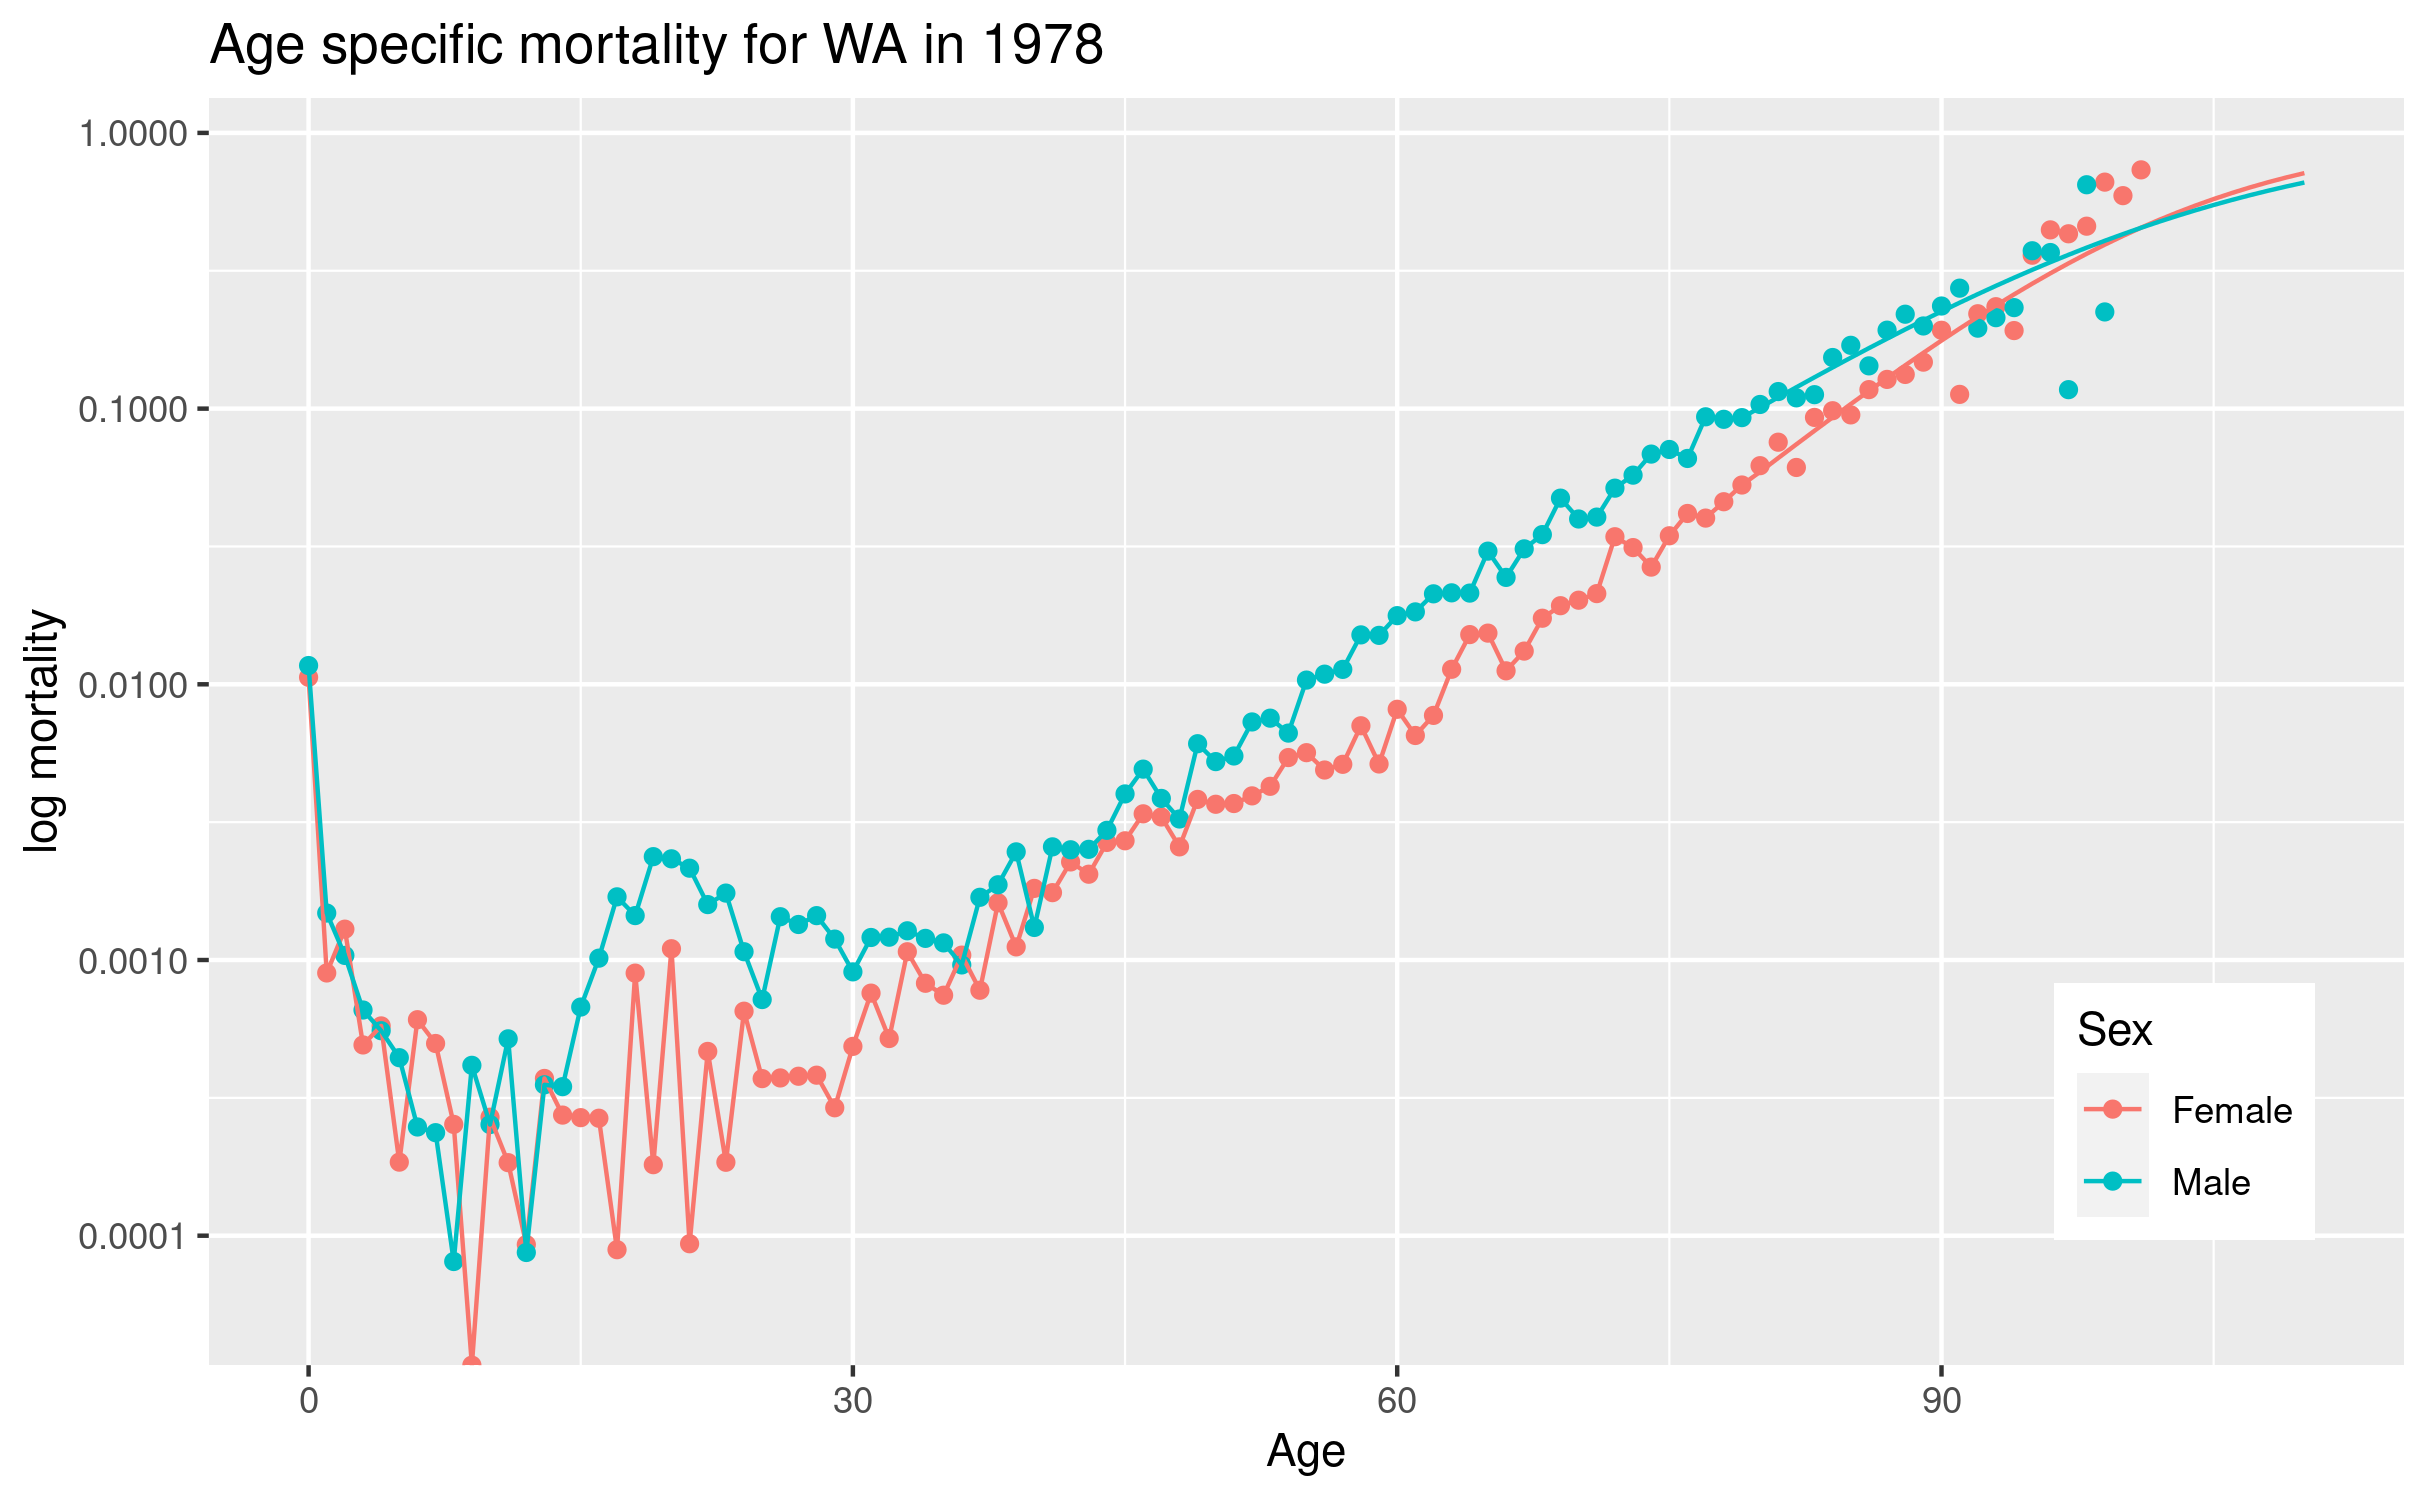 Age specific mortality for WA in 1978
log mortality
1.0000
0.1000
0.0100
0.0010
0.0001
0
30
60
90
Age
Sex
Female
Male